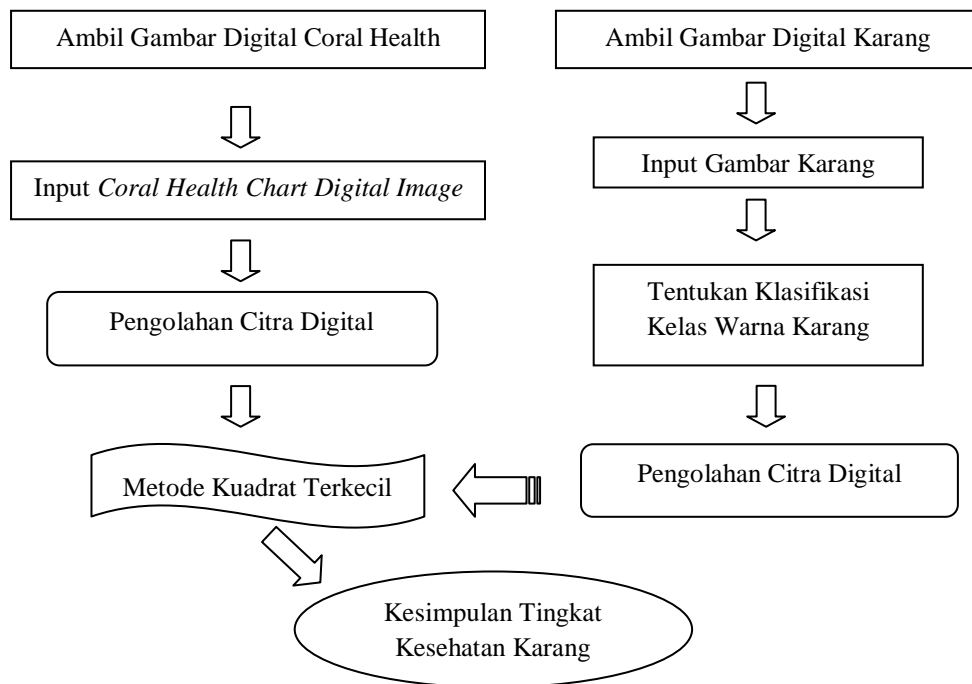 Ambil Gambar Digital Coral Health
Input Coral Health Chart Digital Image
Pengolahan Citra Digital
Metode Kuadrat Terkecil
Ambil Gambar Digital Karang
Input Gambar Karang
Tentukan Klasifikasi
Kelas Warna Karang
Pengolahan Citra Digital
Kesimpulan Tingkat
Kesehatan Karang